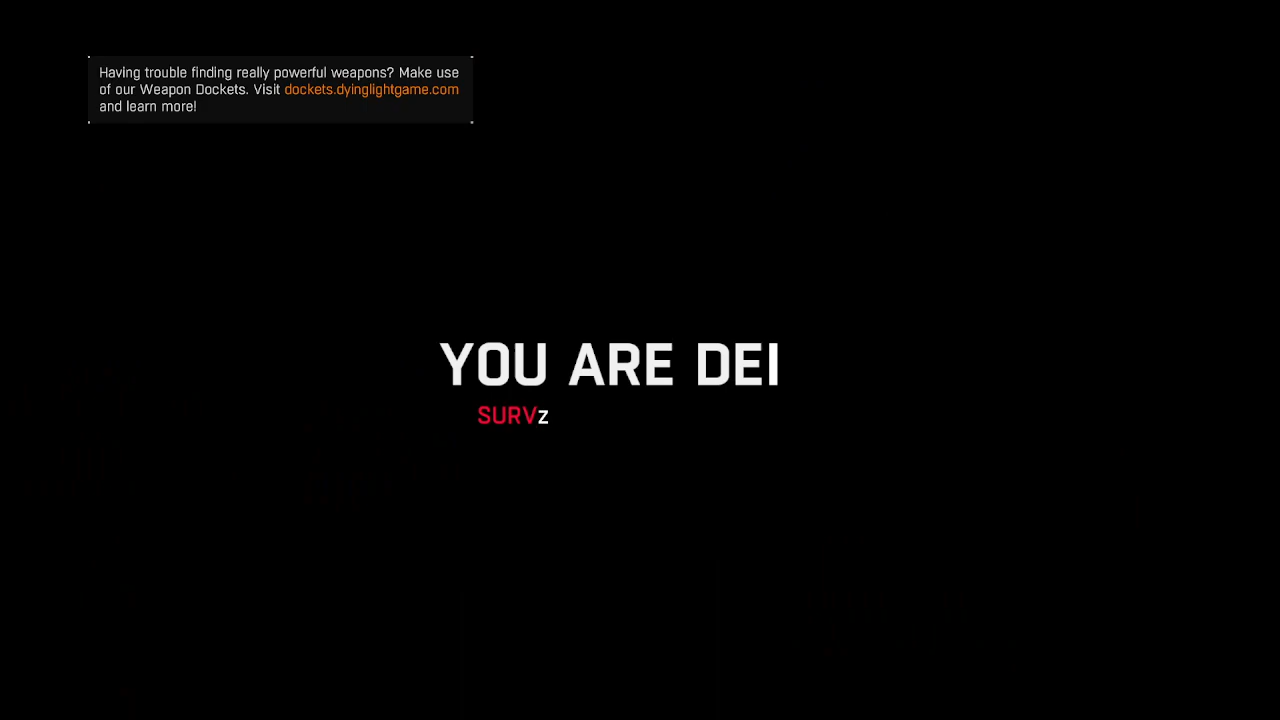 Having trouble finding really powerful weapons? Make use
of our Weapon Dockets. Visit dockets.dyinglightgame.com
and learn more!
YOU ARE DEI
SURVz